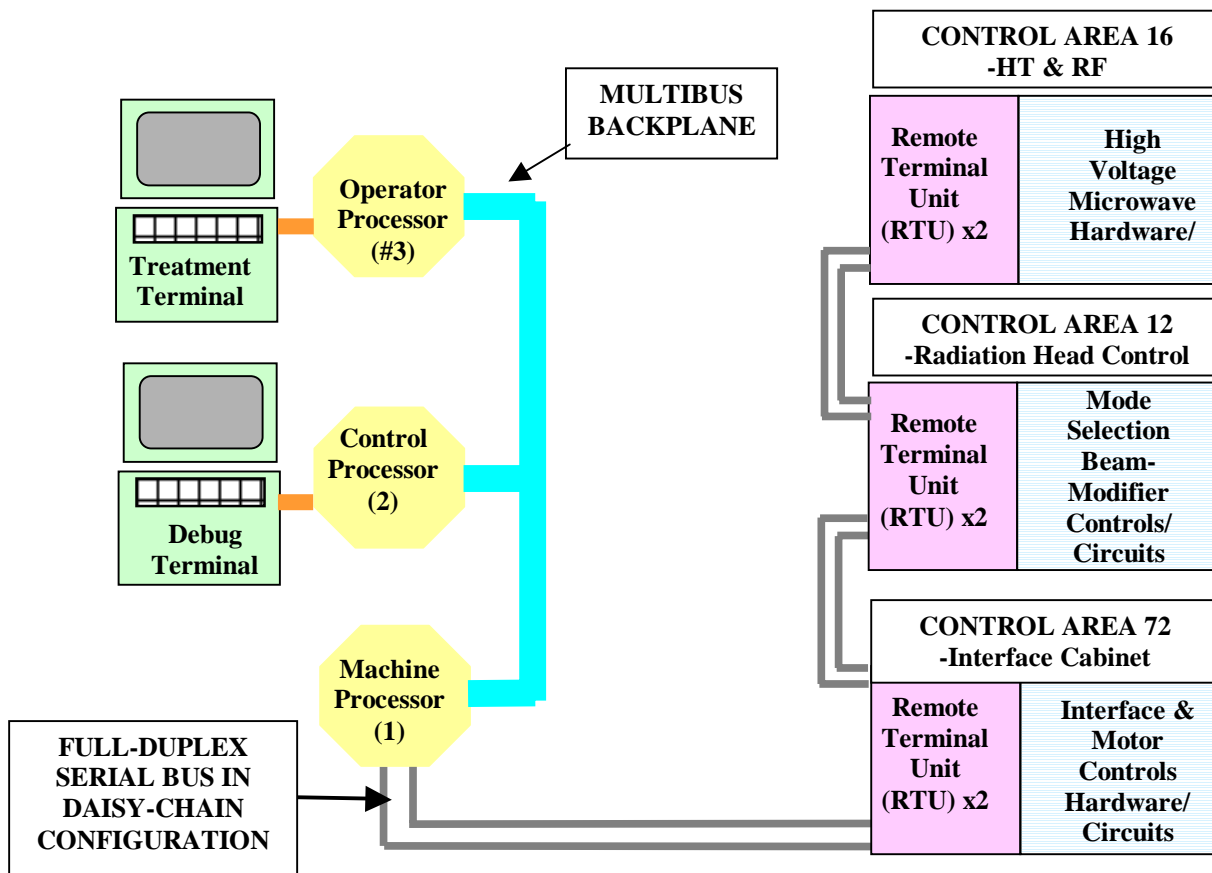 MULTIBUS
BACKPLANE
Operator
Processor
(#3)
Treatment
Terminal
Control
Processor
(2)
Debug
Terminal
Machine
Processor
(1)
FULL-DUPLEX
SERIAL BUS IN
DAISY-CHAIN
CONFIGURATION
CONTROL AREA 16
-HT & RF
Remote
Terminal
Unit
(RTU) x2
High
Voltage
Microwave
Hardware/
CONTROL AREA 12
-Radiation Head Control
Remote
Terminal
Unit
(RTU) x2
Mode
Selection
Beam-
Modifier
Controls/
Circuits
CONTROL AREA 72
-Interface Cabinet
Remote
Terminal
Unit
(RTU) x2
Interface &
Motor
Controls
Hardware/
Circuits